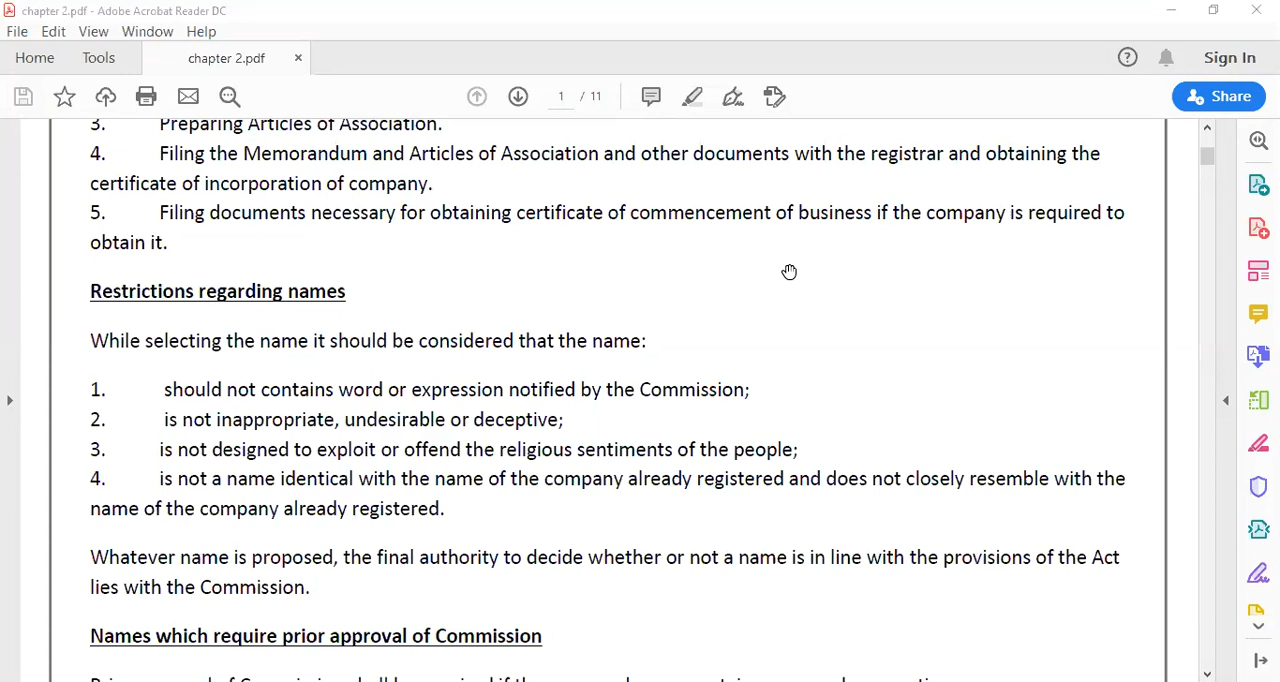 chapter 2.pdf - Adobe Acrobat Reader DC
File Edit View Window Help
Home Tools chapter 2.pdf × Sign In
1 / 11 Share
3. Preparing Articles of Association.
4. Filing the Memorandum and Articles of Association and other documents with the registrar and obtaining the
certificate of incorporation of company.
5. Filing documents necessary for obtaining certificate of commencement of business if the company is required to
obtain it.
Restrictions regarding names
While selecting the name it should be considered that the name:
1. should not contains word or expression notified by the Commission;
2. is not inappropriate, undesirable or deceptive;
3. is not designed to exploit or offend the religious sentiments of the people;
4. is not a name identical with the name of the company already registered and does not closely resemble with the
name of the company already registered.
Whatever name is proposed, the final authority to decide whether or not a name is in line with the provisions of the Act
lies with the Commission.
Names which require prior approval of Commission